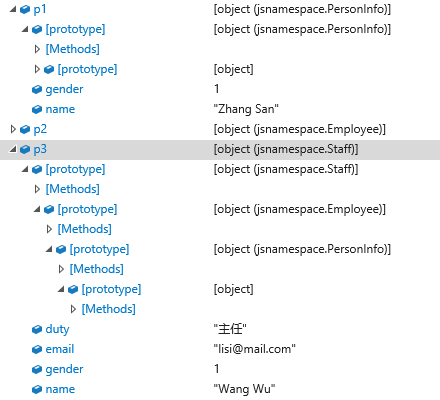 p1 [object (jsnamespace.PersonInfo)]
[prototype] [object (jsnamespace.PersonInfo)]
[Methods]
[prototype] [object]
gender 1
name "Zhang San"
p2 [object (jsnamespace.Employee)]
p3 [object (jsnamespace.Staff)]
[prototype] [object (jsnamespace.Staff)]
[Methods]
[prototype] [object (jsnamespace.Employee)]
[Methods]
[prototype] [object (jsnamespace.PersonInfo)]
[Methods]
[prototype] [object]
[Methods]
duty "主任"
email "lisi@mail.com"
gender 1
name "Wang Wu"